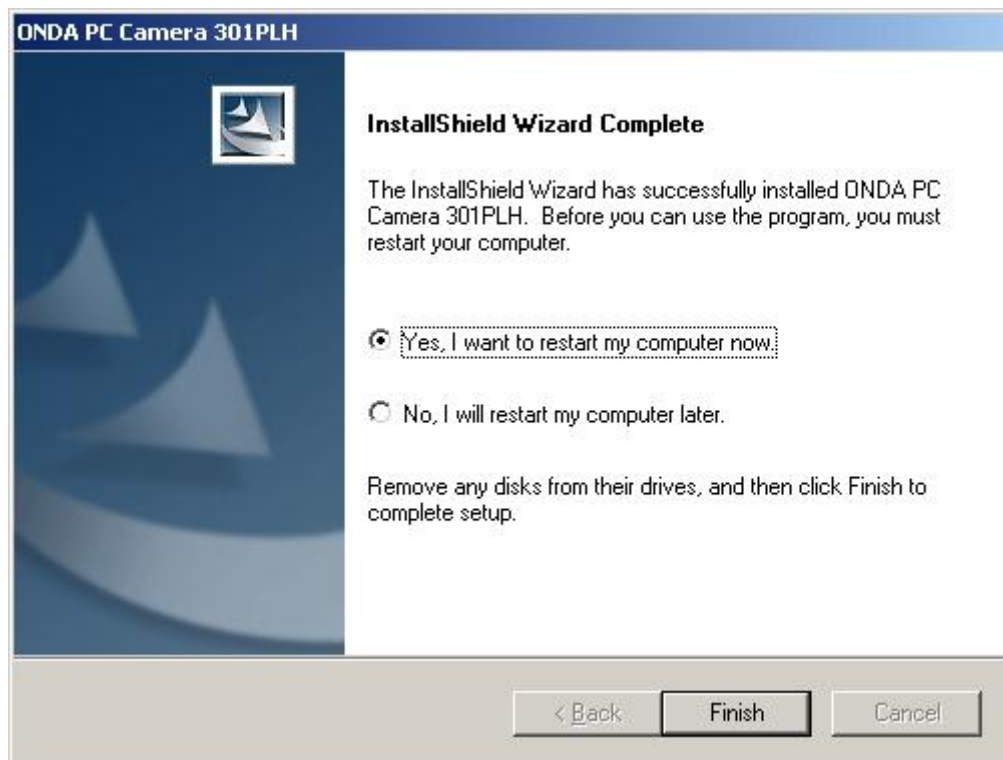 ONDA PC Camera 301PLH
InstallShield Wizard Complete
The InstallShield Wizard has successfully installed ONDA PC
Camera 301PLH.  Before you can use the program, you must
restart your computer.
Yes, I want to restart my computer now.
No, I will restart my computer later.
Remove any disks from their drives, and then click Finish to
complete setup.
< Back
Finish
Cancel